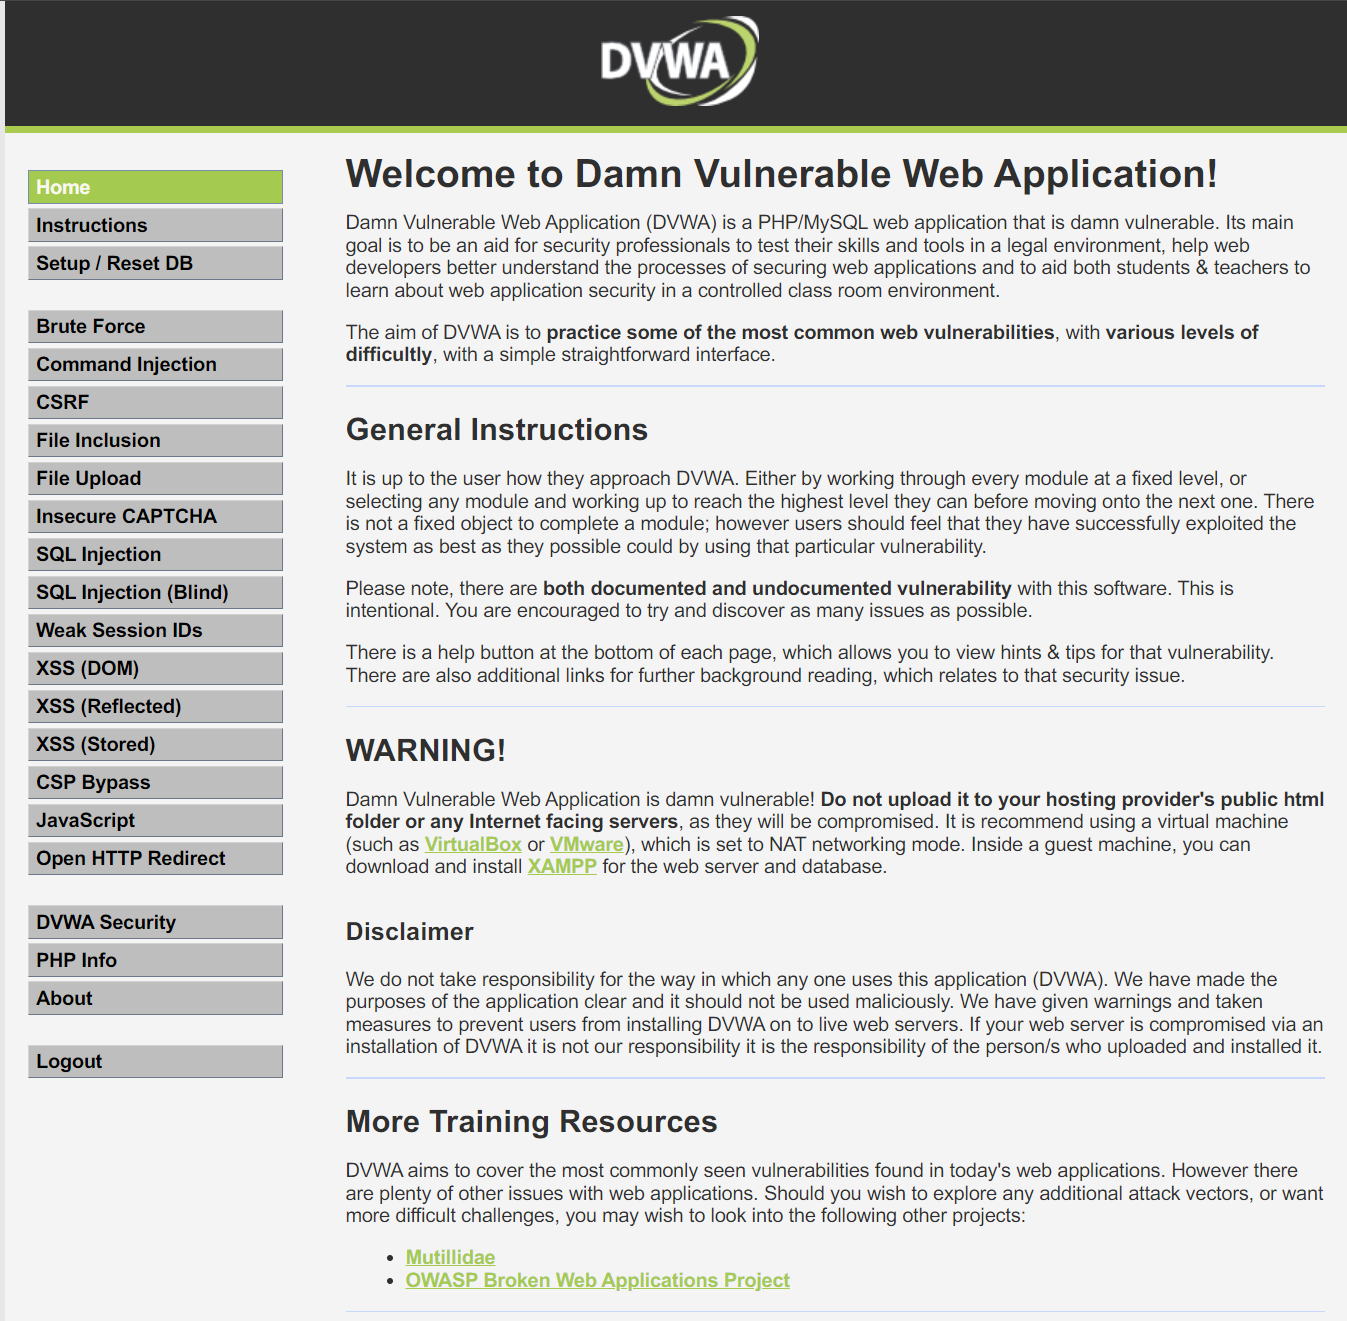 DVWA
Home
Instructions
Setup / Reset DB
Brute Force
Command Injection
CSRF
File Inclusion
File Upload
Insecure CAPTCHA
SQL Injection
SQL Injection (Blind)
Weak Session IDs
XSS (DOM)
XSS (Reflected)
XSS (Stored)
CSP Bypass
JavaScript
Open HTTP Redirect
DVWA Security
PHP Info
About
Logout
Welcome to Damn Vulnerable Web Application!
Damn Vulnerable Web Application (DVWA) is a PHP/MySQL web application that is damn vulnerable. Its main
goal is to be an aid for security professionals to test their skills and tools in a legal environment, help web
developers better understand the processes of securing web applications and to aid both students & teachers to
learn about web application security in a controlled class room environment.
The aim of DVWA is to practice some of the most common web vulnerabilities, with various levels of
difficultly, with a simple straightforward interface.
General Instructions
It is up to the user how they approach DVWA. Either by working through every module at a fixed level, or
selecting any module and working up to reach the highest level they can before moving onto the next one. There
is not a fixed object to complete a module; however users should feel that they have successfully exploited the
system as best as they possible could by using that particular vulnerability.
Please note, there are both documented and undocumented vulnerability with this software. This is
intentional. You are encouraged to try and discover as many issues as possible.
There is a help button at the bottom of each page, which allows you to view hints & tips for that vulnerability.
There are also additional links for further background reading, which relates to that security issue.
WARNING!
Damn Vulnerable Web Application is damn vulnerable! Do not upload it to your hosting provider's public html
folder or any Internet facing servers, as they will be compromised. It is recommend using a virtual machine
(such as VirtualBox or VMware), which is set to NAT networking mode. Inside a guest machine, you can
download and install XAMPP for the web server and database.
Disclaimer
We do not take responsibility for the way in which any one uses this application (DVWA). We have made the
purposes of the application clear and it should not be used maliciously. We have given warnings and taken
measures to prevent users from installing DVWA on to live web servers. If your web server is compromised via an
installation of DVWA it is not our responsibility it is the responsibility of the person/s who uploaded and installed it.
More Training Resources
DVWA aims to cover the most commonly seen vulnerabilities found in today's web applications. However there
are plenty of other issues with web applications. Should you wish to explore any additional attack vectors, or want
more difficult challenges, you may wish to look into the following other projects:
• Mutillidae
• OWASP Broken Web Applications Project